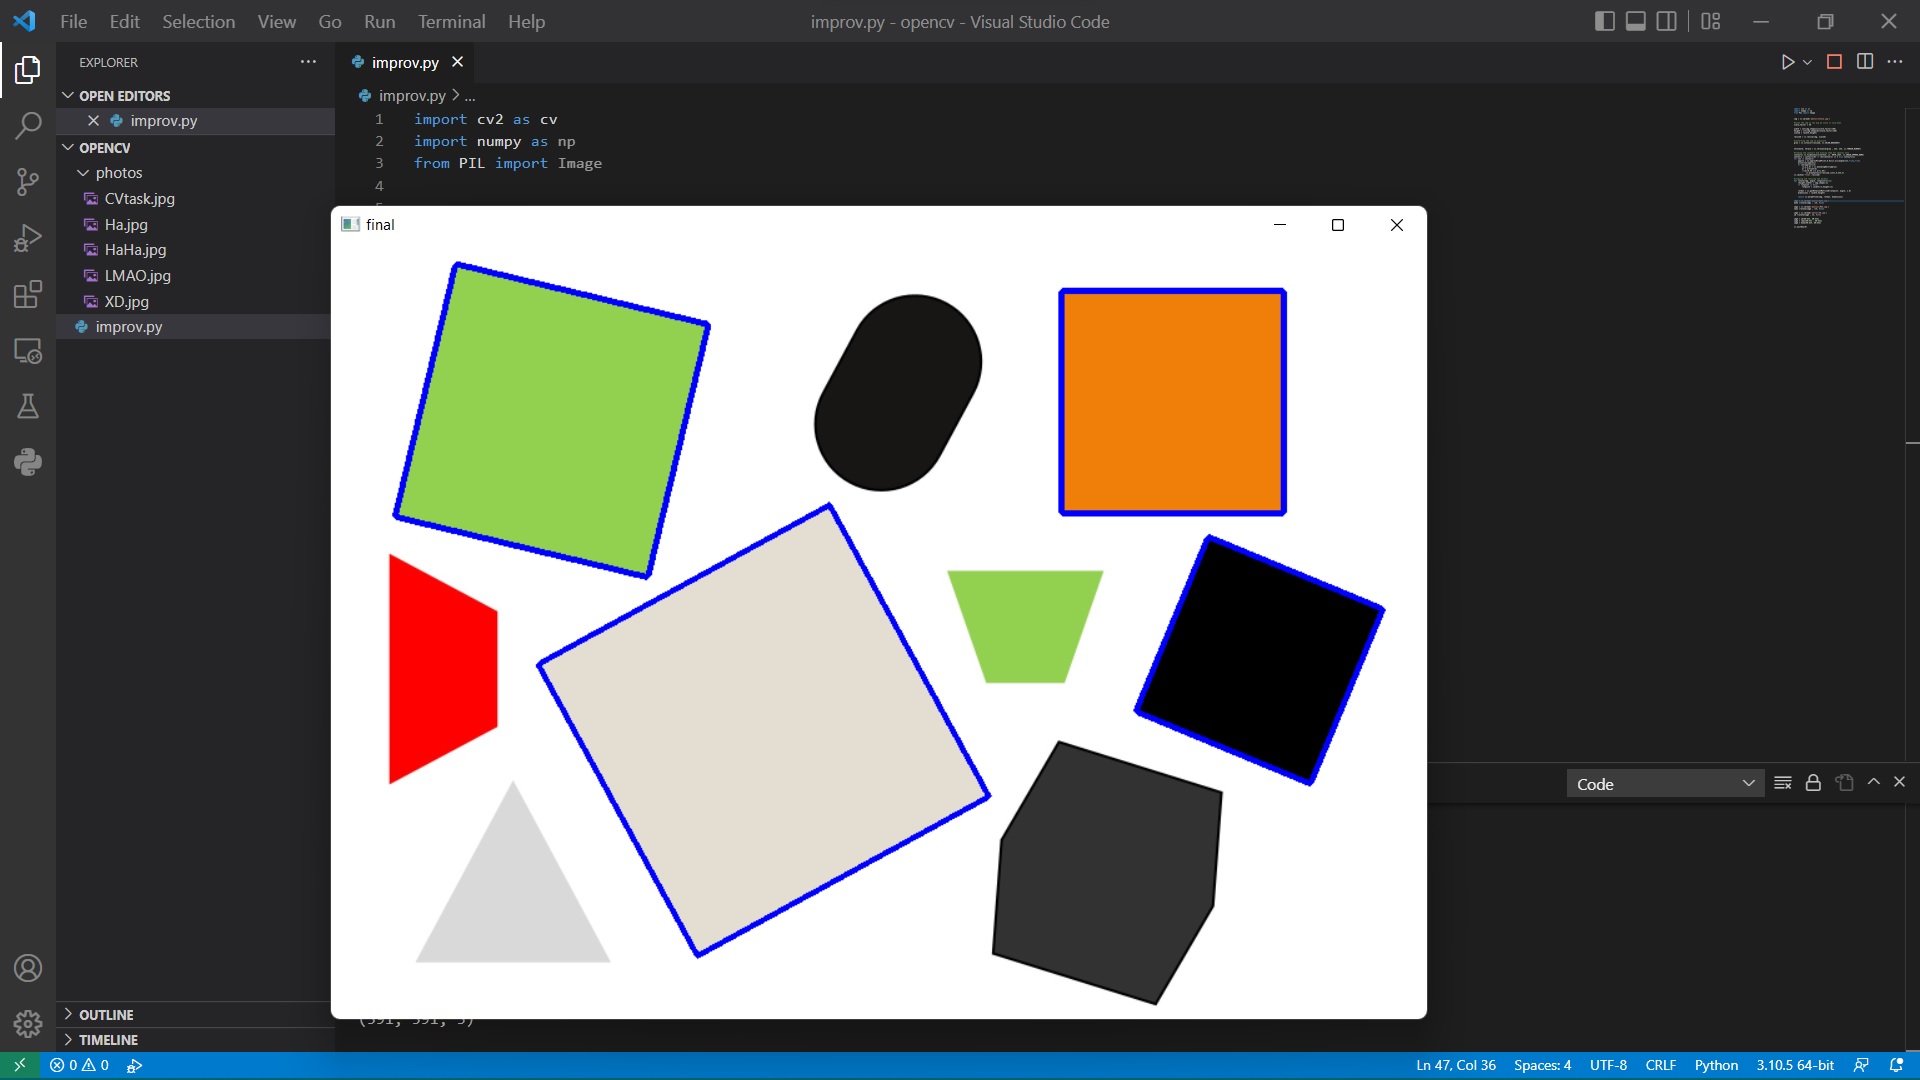 File Edit Selection View Go Run Terminal Help
improv.py - opencv - Visual Studio Code
EXPLORER
OPEN EDITORS
improv.py
OPENCV
photos
CVtask.jpg
Ha.jpg
HaHa.jpg
LMAO.jpg
XD.jpg
improv.py
OUTLINE
TIMELINE
improv.py
improv.py > ...
1 import cv2 as cv
2 import numpy as np
3 from PIL import Image
4
final
Code
0 0
Ln 47, Col 36 Spaces: 4 UTF-8 CRLF Python 3.10.5 64-bit